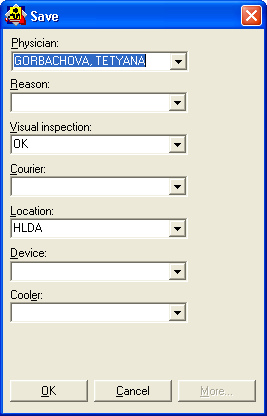 Save
Physician:
GORBACHOVA, TETYANA
Reason:
Visual inspection:
OK
Courier:
Location:
HLDA
Device:
Cooler:
OK Cancel More...